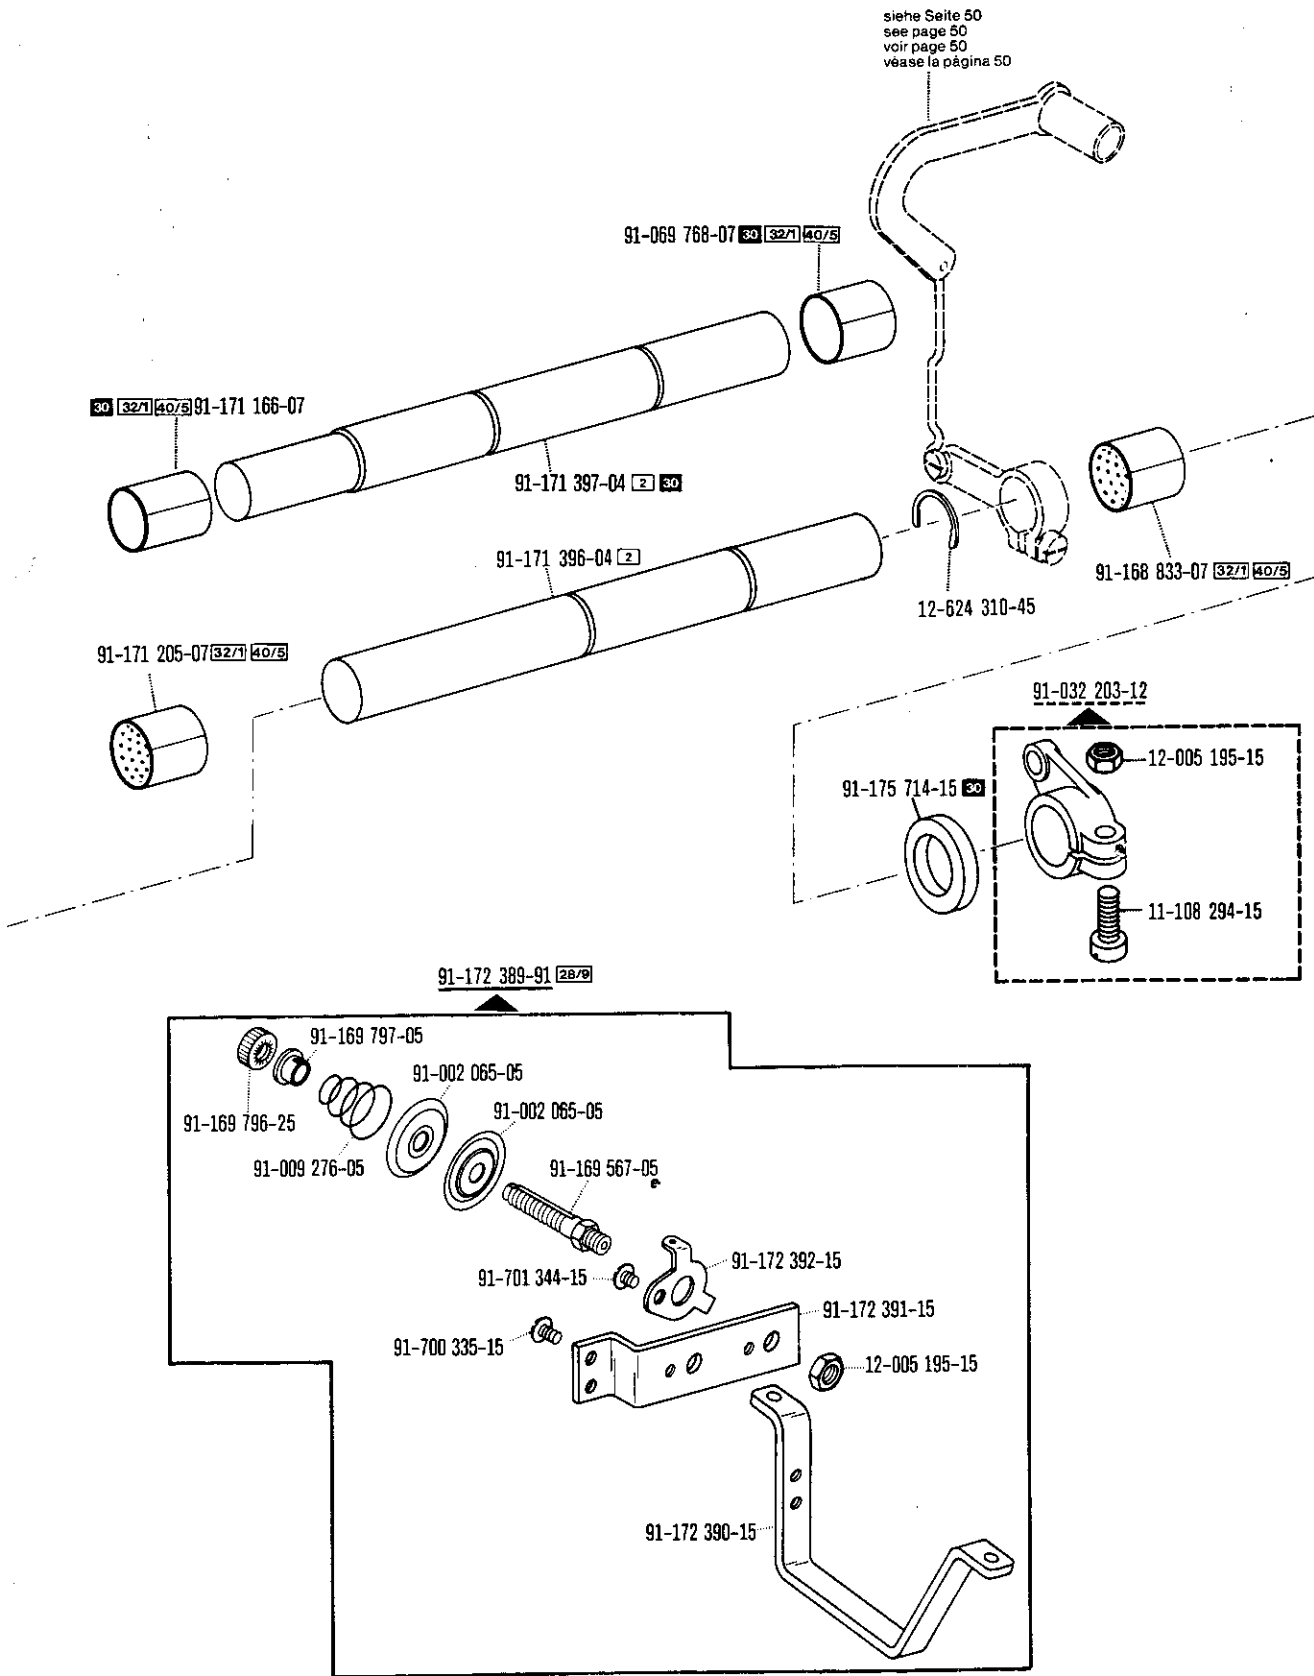 siehe Seite 50
see page 50
voir page 50
véase la página 50
91-069 768-07 30 32/1 40/5
30 32/1 40/5 91-171 166-07
91-171 397-04 2 30
91-171 396-04 2
91-168 833-07 32/1 40/5
12-624 310-45
91-171 205-07 32/1 40/5
91-032 203-12
12-005 195-15
91-175 714-15 30
11-108 294-15
91-172 389-91 28/9
91-169 797-05
91-002 065-05
91-169 796-25
91-002 065-05
91-009 276-05
91-169 567-05
91-172 392-15
91-701 344-15
91-172 391-15
91-700 335-15
12-005 195-15
91-172 390-15